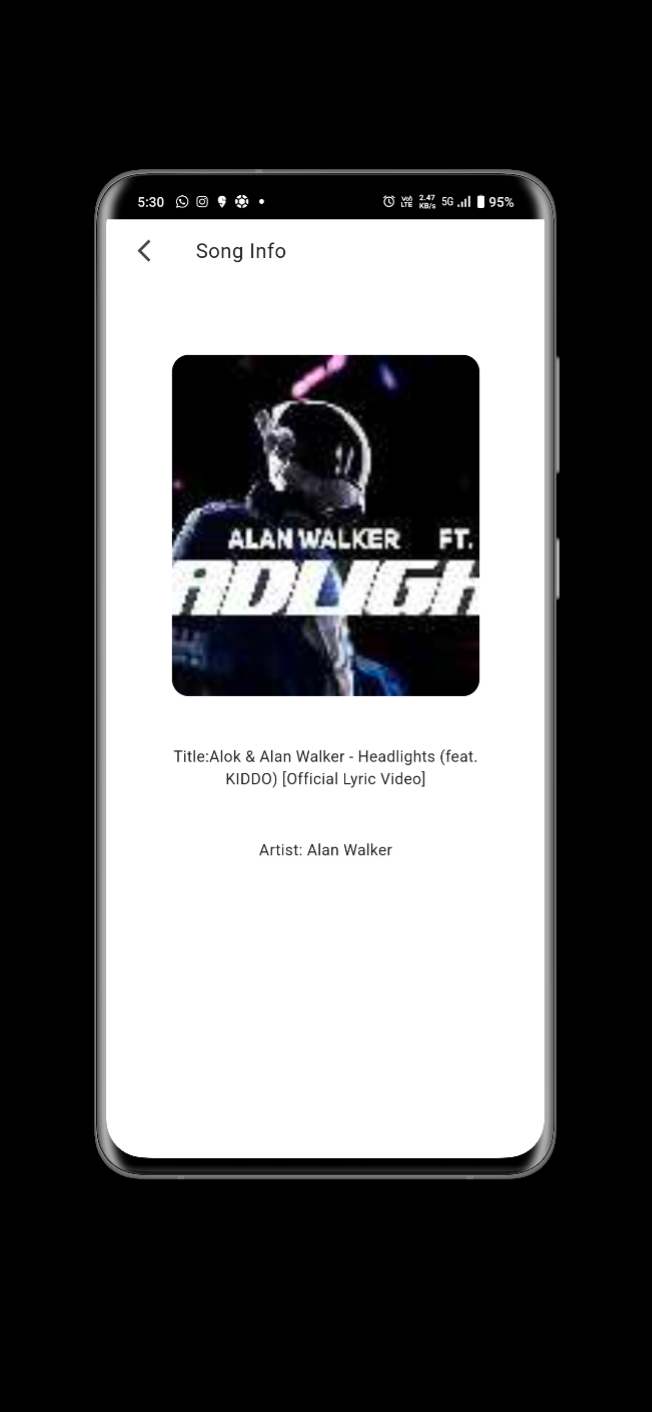 5:30 Vo) LTE 2.47 KB/s 5G 95%
Song Info
ALAN WALKER FT.
ADLIGH
Title:Alok & Alan Walker - Headlights (feat.
KIDDO) [Official Lyric Video]
Artist: Alan Walker